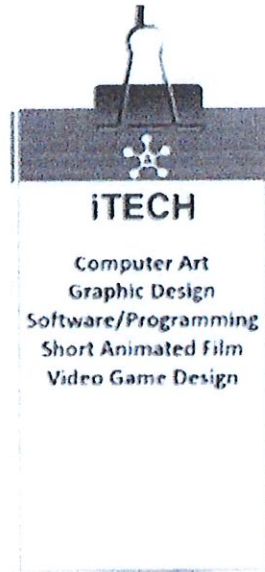 iTECH
Computer Art
Graphic Design
Software/Programming
Short Animated Film
Video Game Design